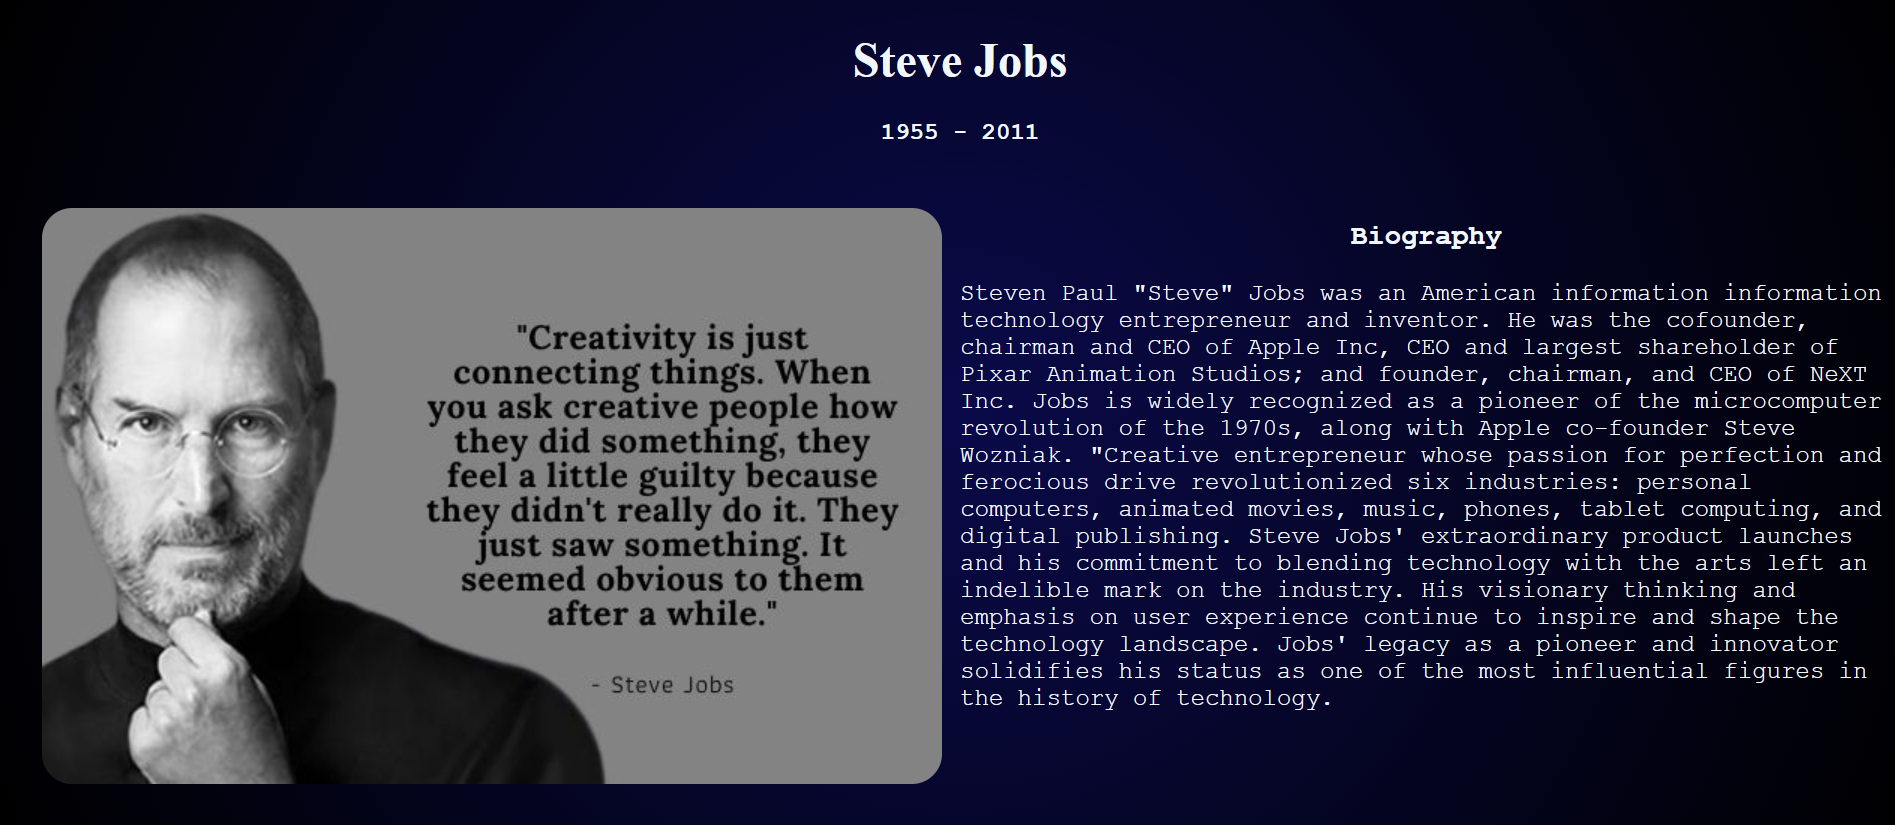 Steve Jobs
1955 - 2011
"Creativity is just
connecting things. When
you ask creative people how
they did something, they
feel a little guilty because
they didn't really do it. They
just saw something. It
seemed obvious to them
after a while."
- Steve Jobs
Biography
Steven Paul "Steve" Jobs was an American information information
technology entrepreneur and inventor. He was the cofounder,
chairman and CEO of Apple Inc, CEO and largest shareholder of
Pixar Animation Studios; and founder, chairman, and CEO of NeXT
Inc. Jobs is widely recognized as a pioneer of the microcomputer
revolution of the 1970s, along with Apple co-founder Steve
Wozniak. "Creative entrepreneur whose passion for perfection and
ferocious drive revolutionized six industries: personal
computers, animated movies, music, phones, tablet computing, and
digital publishing. Steve Jobs' extraordinary product launches
and his commitment to blending technology with the arts left an
indelible mark on the industry. His visionary thinking and
emphasis on user experience continue to inspire and shape the
technology landscape. Jobs' legacy as a pioneer and innovator
solidifies his status as one of the most influential figures in
the history of technology.